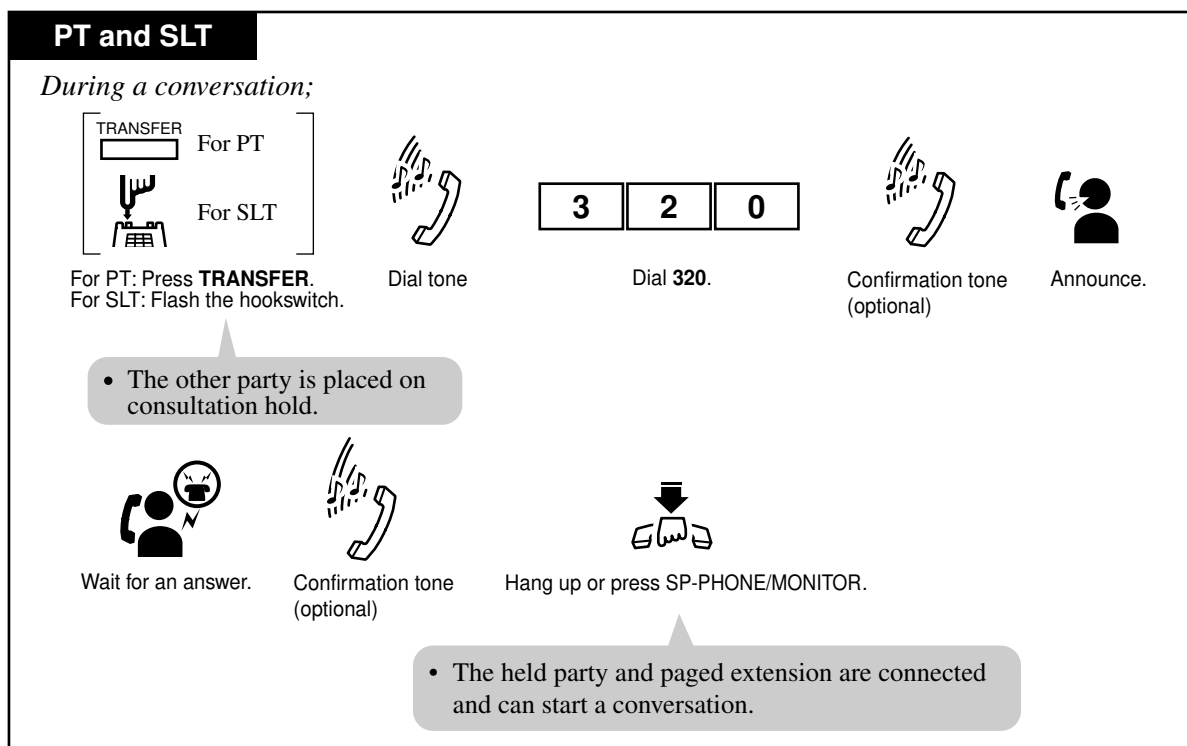 PT and SLT
During a conversation;
TRANSFER
For PT
For SLT
3 2 0
For PT: Press TRANSFER.
For SLT: Flash the hookswitch.
Dial tone
Dial 320.
Confirmation tone
(optional)
Announce.
• The other party is placed on
consultation hold.
Wait for an answer.
Confirmation tone
(optional)
Hang up or press SP-PHONE/MONITOR.
• The held party and paged extension are connected
and can start a conversation.